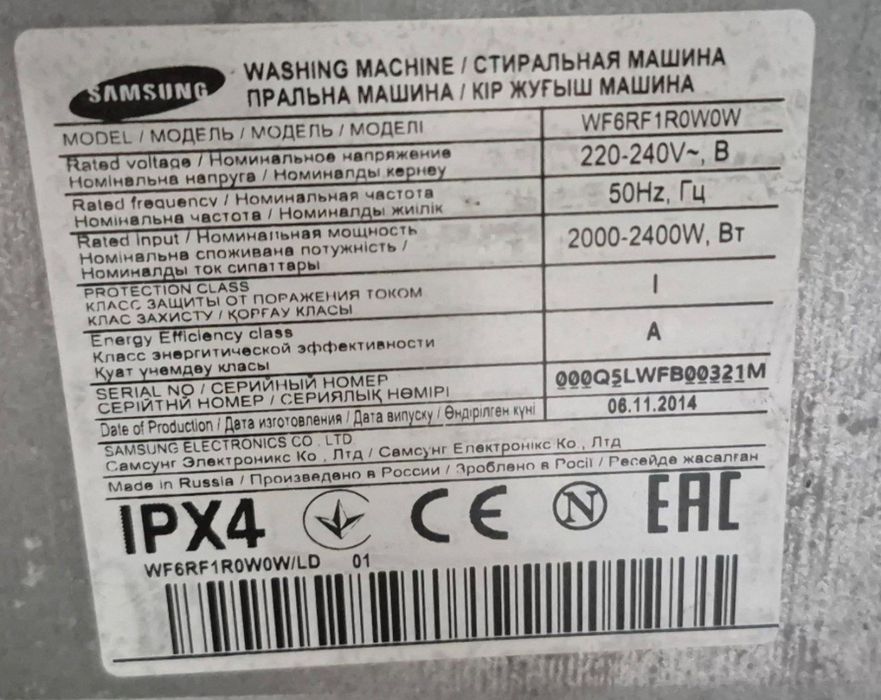 SAMSUNG
WASHING MACHINE / СТИРАЛЬНАЯ МАШИНА
ПРАЛЬНА МАШИНА / КІР ЖУҒЫШ МАШИНА
MODEL / МОДЕЛЬ / МОДЕЛЬ / МОДЕЛІ WF6RF1R0W0W
Rated voltage / Номинальное напряжение
Номінальна напруга / Номиналды кернеу 220-240V~, В
Rated frequency / Номинальная частота
Номінальна частота / Номиналды жиілік 50Hz, Гц
Rated Input / Номинальная мощность
Номінальна споживана потужність /
Номиналды ток сипаттары 2000-2400W, Вт
PROTECTION CLASS
КЛАСС ЗАЩИТЫ ОТ ПОРАЖЕНИЯ ТОКОМ
КЛАС ЗАХИСТУ / ҚОРҒАУ КЛАСЫ I
Energy Efficiency class
Класс энергитической эффективности
Қуат үнемдеу класы A
SERIAL NO / СЕРИЙНЫЙ НОМЕР
СЕРІЙТНІЙ НОМЕР / СЕРИЯЛЫҚ НӨМІРІ 000Q5LWFB00321M
Date of Production / Дата изготовления / Дата випуску / Өндірілген күні 06.11.2014
SAMSUNG ELECTRONICS CO . LTD
Самсунг Электроникс Ко , Лтд / Самсунг Електронікс Ко , Лтд
Made in Russia / Произведено в России / Зроблено в Росії / Ресейде жасалған
IPX4 CE N EAC
WF6RF1R0W0W/LD 01